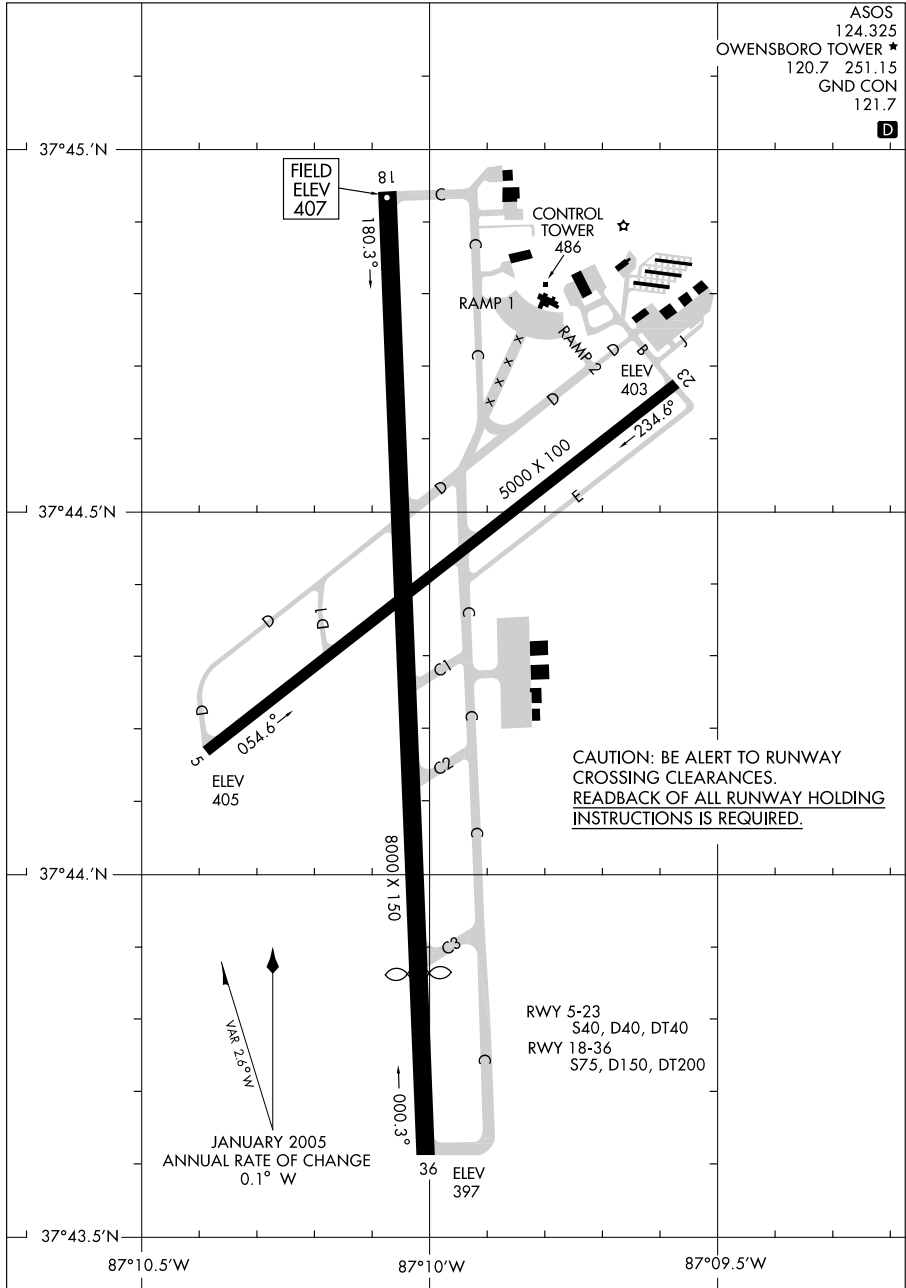 ASOS
124.325
OWENSBORO TOWER ★
120.7 251.15
GND CON
121.7
D
37°45.'N
FIELD
ELEV
407
18
180.3°
C
C
CONTROL
TOWER
486
RAMP 1
C
RAMP 2
D
B
J
ELEV
403
23
234.6°
D
x
x
x
x
5000 X 100
D
E
37°44.5'N
D
D1
C
C1
D
C
054.6°
5
ELEV
405
C2
CAUTION: BE ALERT TO RUNWAY
CROSSING CLEARANCES.
READBACK OF ALL RUNWAY HOLDING
INSTRUCTIONS IS REQUIRED.
C
8000 X 150
37°44.'N
C3
VAR 2.6° W
RWY 5-23
S40, D40, DT40
RWY 18-36
S75, D150, DT200
C
000.3°
JANUARY 2005
ANNUAL RATE OF CHANGE
0.1° W
36
ELEV
397
37°43.5'N
87°10.5'W
87°10'W
87°09.5'W